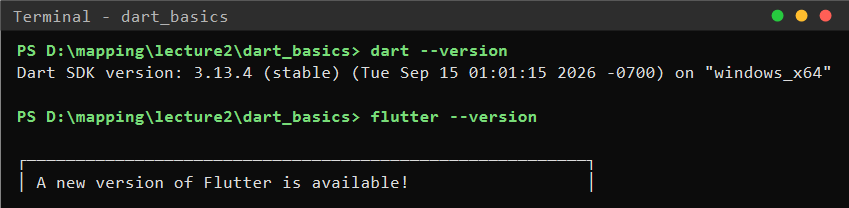 Terminal - dart_basics
PS D:\mapping\lecture2\dart_basics> dart --version
Dart SDK version: 3.13.4 (stable) (Tue Sep 15 01:01:15 2026 -0700) on "windows_x64"
PS D:\mapping\lecture2\dart_basics> flutter --version
A new version of Flutter is available!